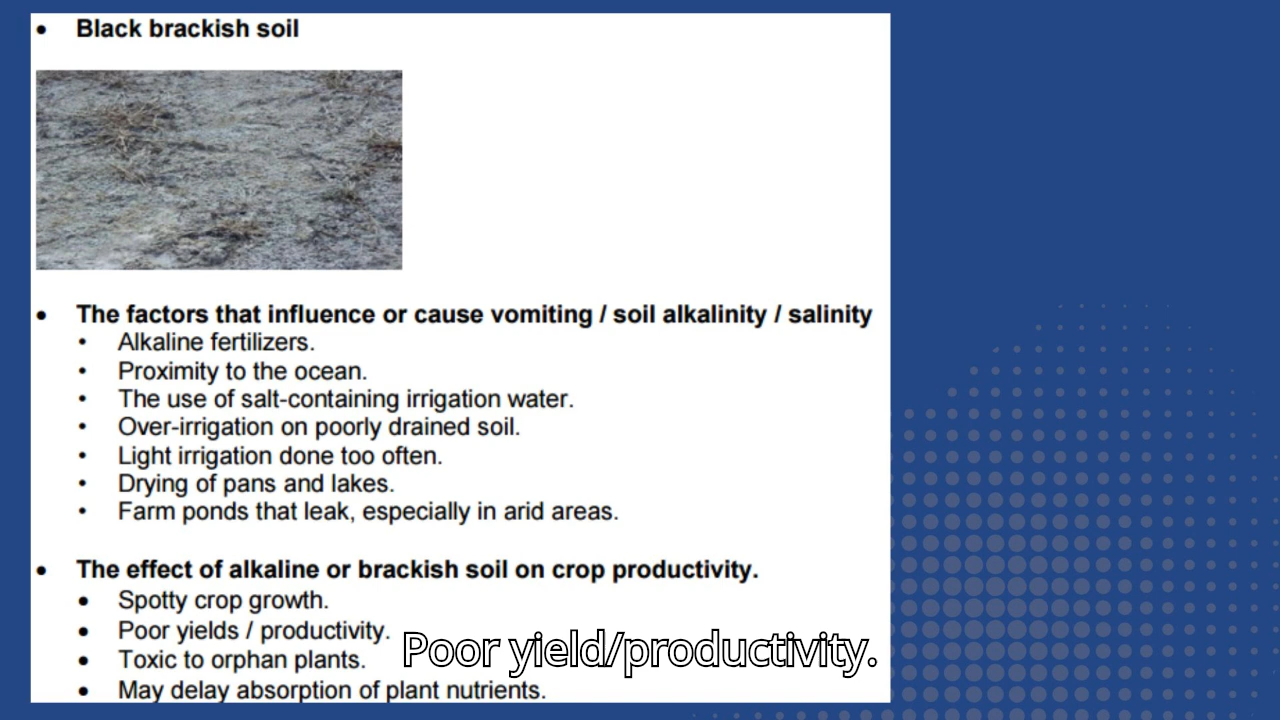 Black brackish soil
The factors that influence or cause vomiting / soil alkalinity / salinity
Alkaline fertilizers.
Proximity to the ocean.
The use of salt-containing irrigation water.
Over-irrigation on poorly drained soil.
Light irrigation done too often.
Drying of pans and lakes.
Farm ponds that leak, especially in arid areas.
The effect of alkaline or brackish soil on crop productivity.
Spotty crop growth.
Poor yields / productivity.
Poor yield/productivity.
Toxic to orphan plants.
May delay absorption of plant nutrients.